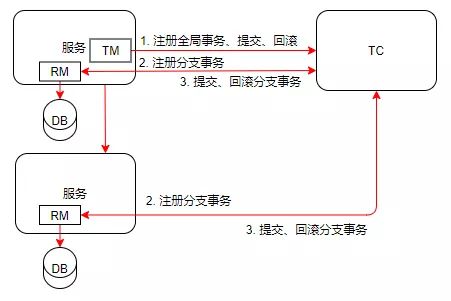 服务
TM
1. 注册全局事务、提交、回滚
TC
2. 注册分支事务
RM
3. 提交、回滚分支事务
DB
服务
2. 注册分支事务
RM
3. 提交、回滚分支事务
DB